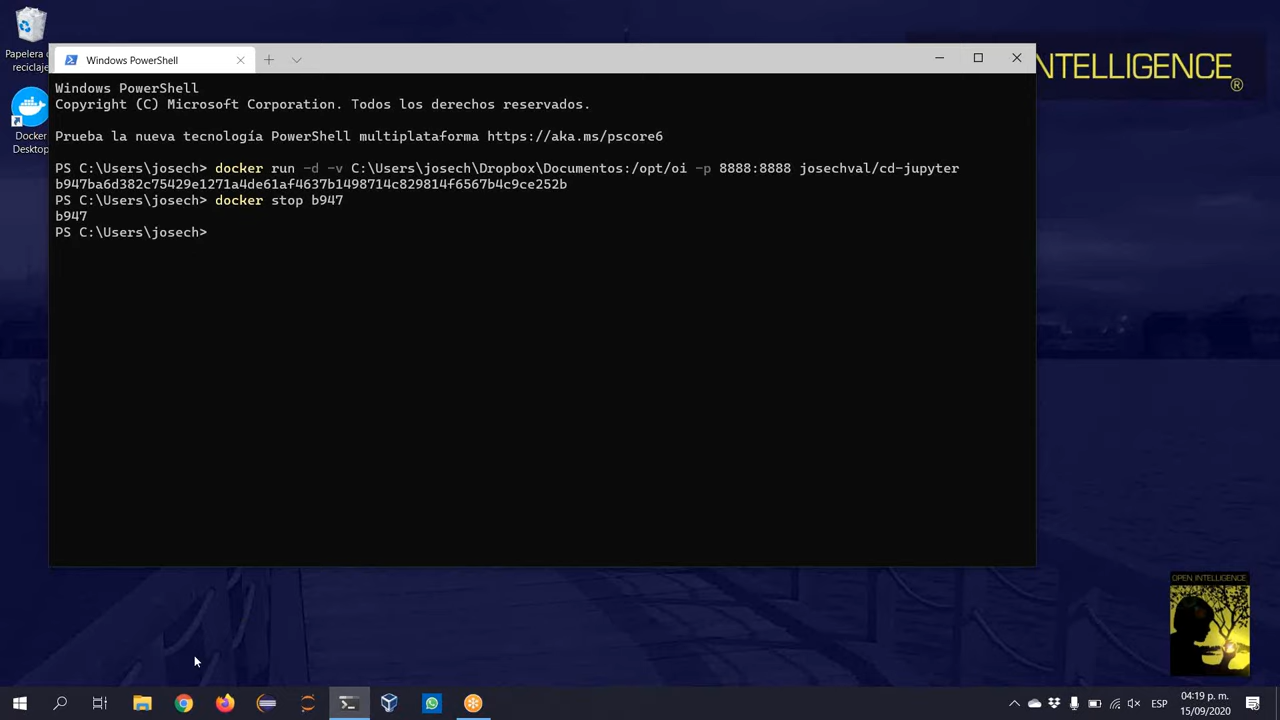 Papelera de
reciclaje
Docker
Desktop
Windows PowerShell
NTELLIGENCE
®
Windows PowerShell
Copyright (C) Microsoft Corporation. Todos los derechos reservados.
Prueba la nueva tecnología PowerShell multiplataforma https://aka.ms/pscore6
PS C:\Users\josech> docker run -d -v C:\Users\josech\Dropbox\Documentos:/opt/oi -p 8888:8888 josechval/cd-jupyter
b947ba6d382c75429e1271a4de61af4637b1498714c829814f6567b4c9ce252b
PS C:\Users\josech> docker stop b947
b947
PS C:\Users\josech>
OPEN INTELLIGENCE
ESP
04:19 p. m.
15/09/2020